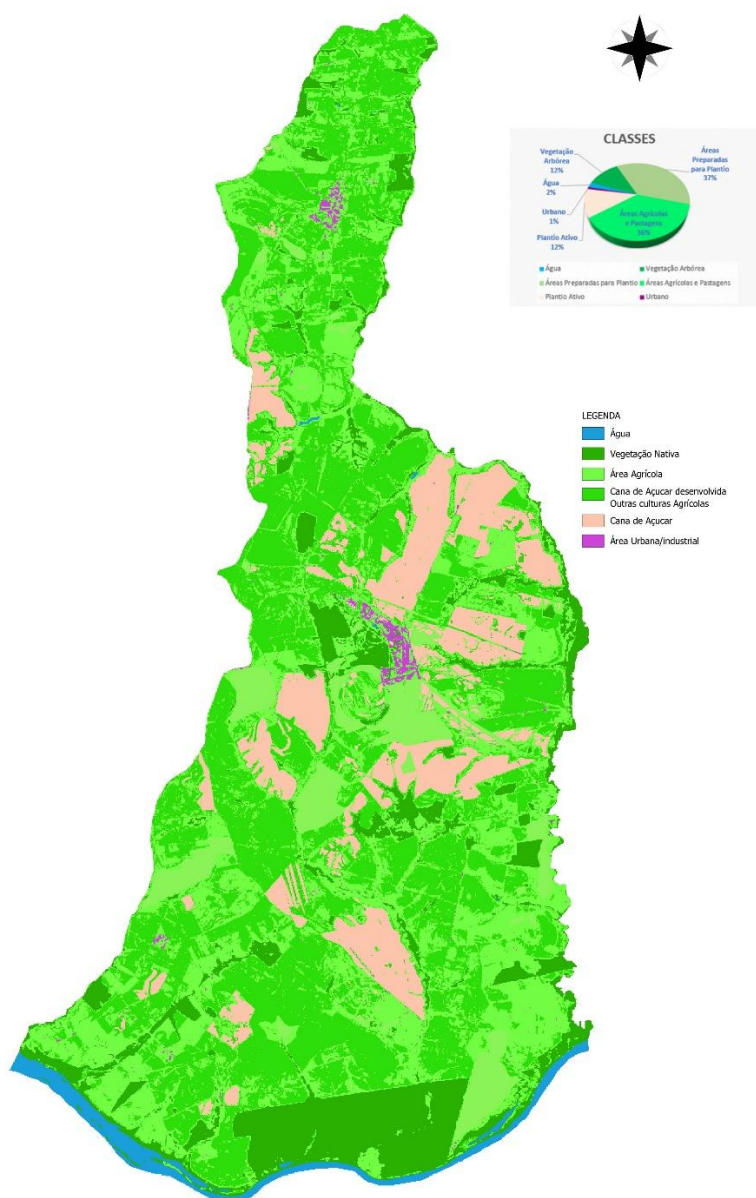 CLASSES
Vegetação
Arbórea
12%
Áreas
Preparadas
para Plantio
37%
Água
2%
Urbano
1%
Áreas Agrícolas
e Pastagens
36%
Plantio Ativo
12%
Água
Vegetação Arbórea
Áreas Preparadas para Plantio
Áreas Agrícolas e Pastagens
Plantio Ativo
Urbano
LEGENDA
Água
Vegetação Nativa
Área Agrícola
Cana de Açucar desenvolvida
Outras culturas Agrícolas
Cana de Açucar
Área Urbana/industrial